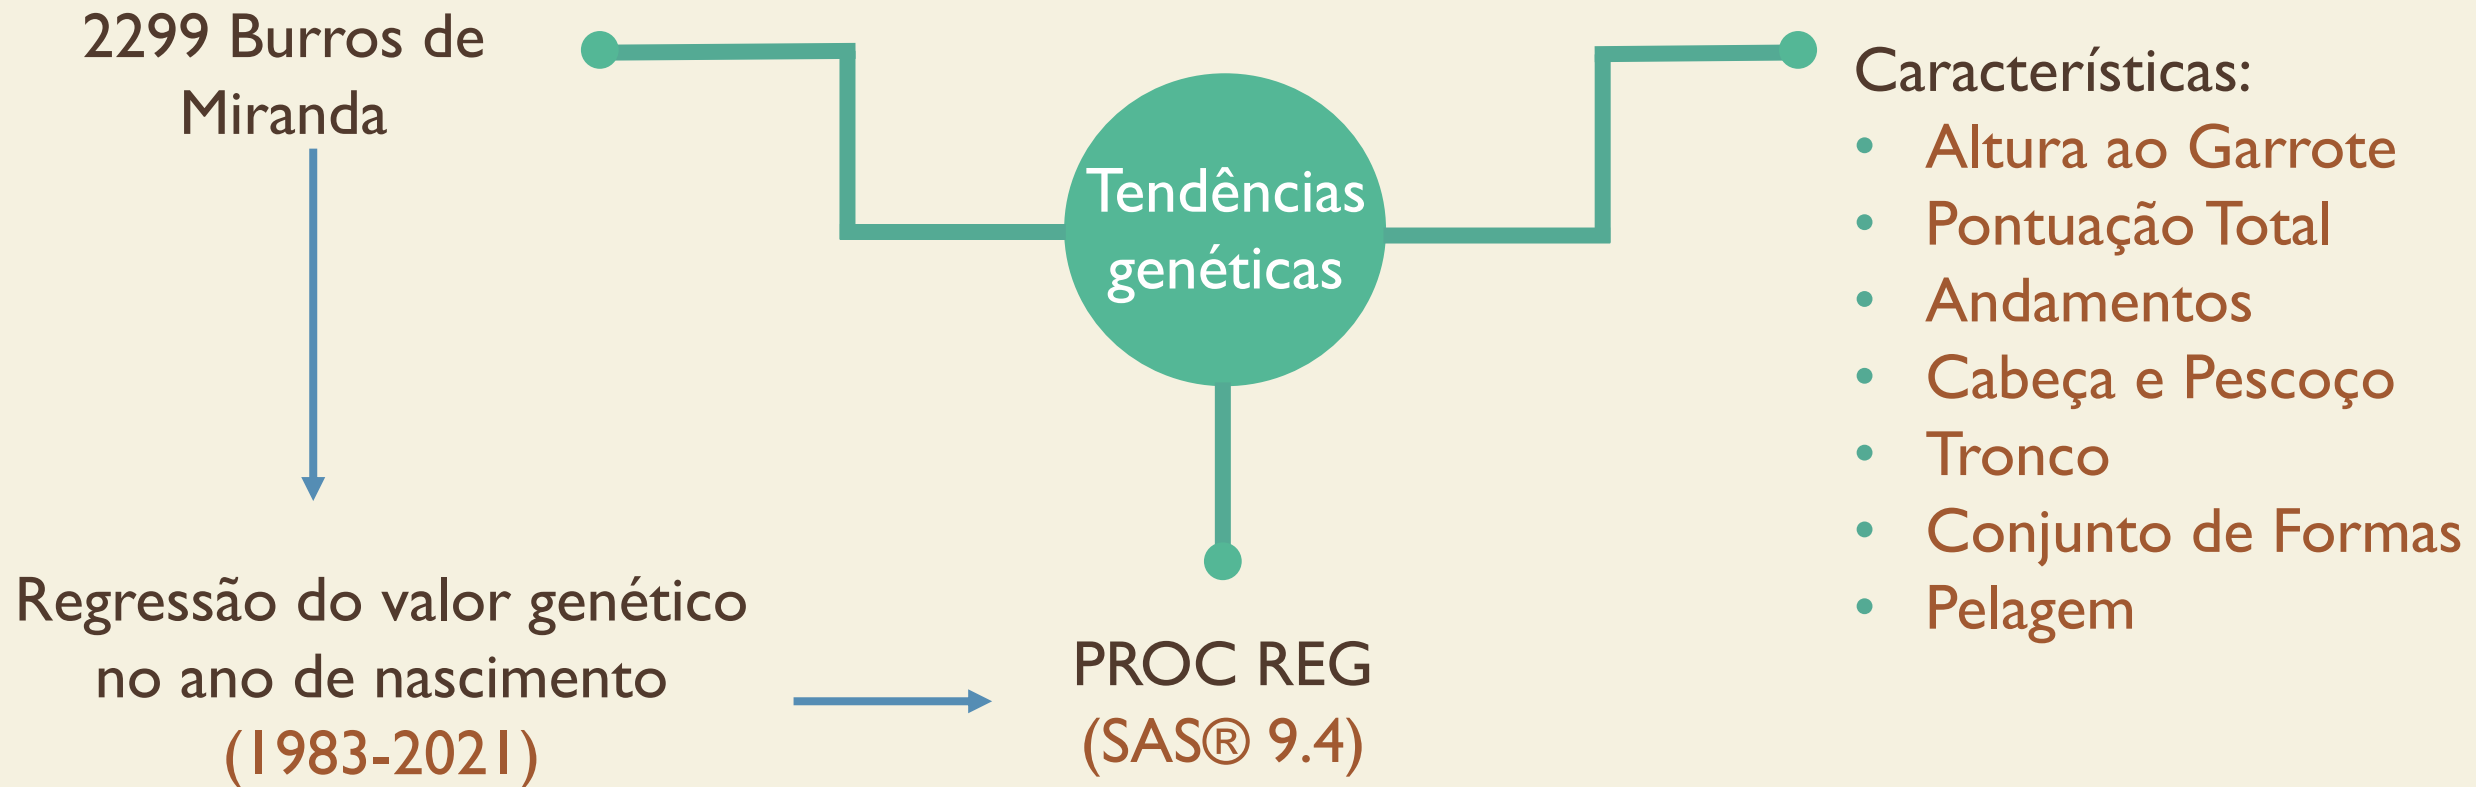 2299 Burros de
Miranda
Regressão do valor genético
no ano de nascimento
(1983-2021)
Tendências
genéticas
PROC REG
(SAS® 9.4)
Características:
• Altura ao Garrote
• Pontuação Total
• Andamentos
• Cabeça e Pescoço
• Tronco
• Conjunto de Formas
• Pelagem